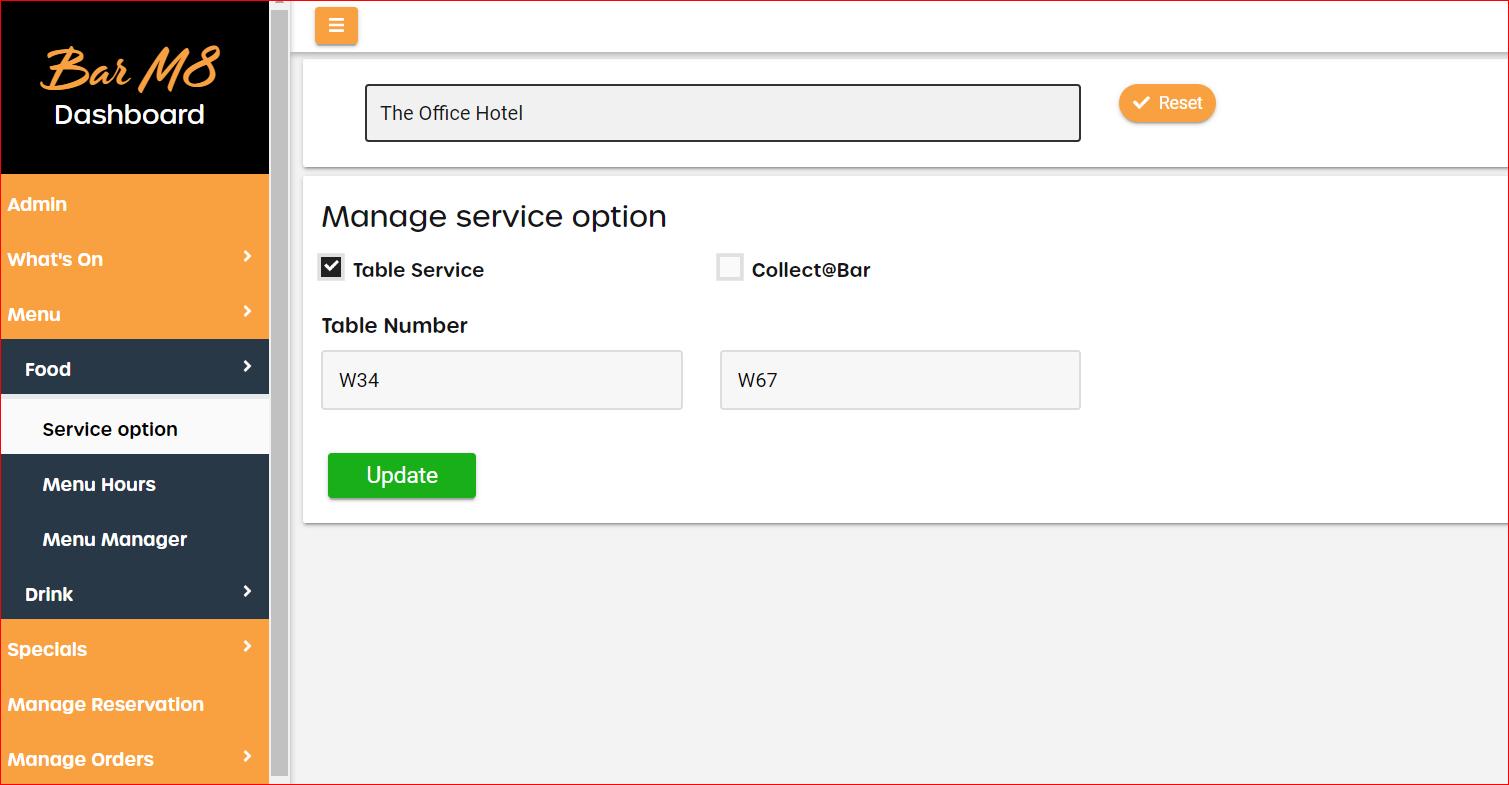 Bar M8
Dashboard
Admin
What's On
Menu
Food
Service option
Menu Hours
Menu Manager
Drink
Specials
Manage Reservation
Manage Orders
The Office Hotel
Reset
Manage service option
Table Service
Collect@Bar
Table Number
W34
W67
Update